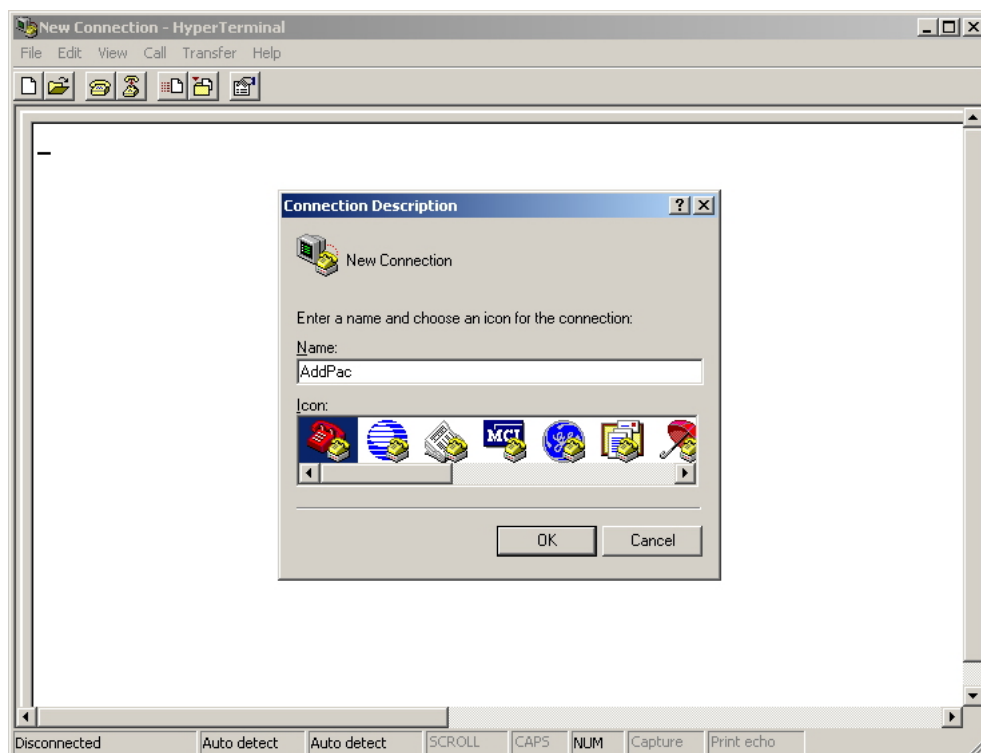 New Connection - HyperTerminal
File Edit View Call Transfer Help
Connection Description
New Connection
Enter a name and choose an icon for the connection:
Name:
AddPac
Icon:
MCI
OK Cancel
Disconnected Auto detect Auto detect SCROLL CAPS NUM Capture Print echo